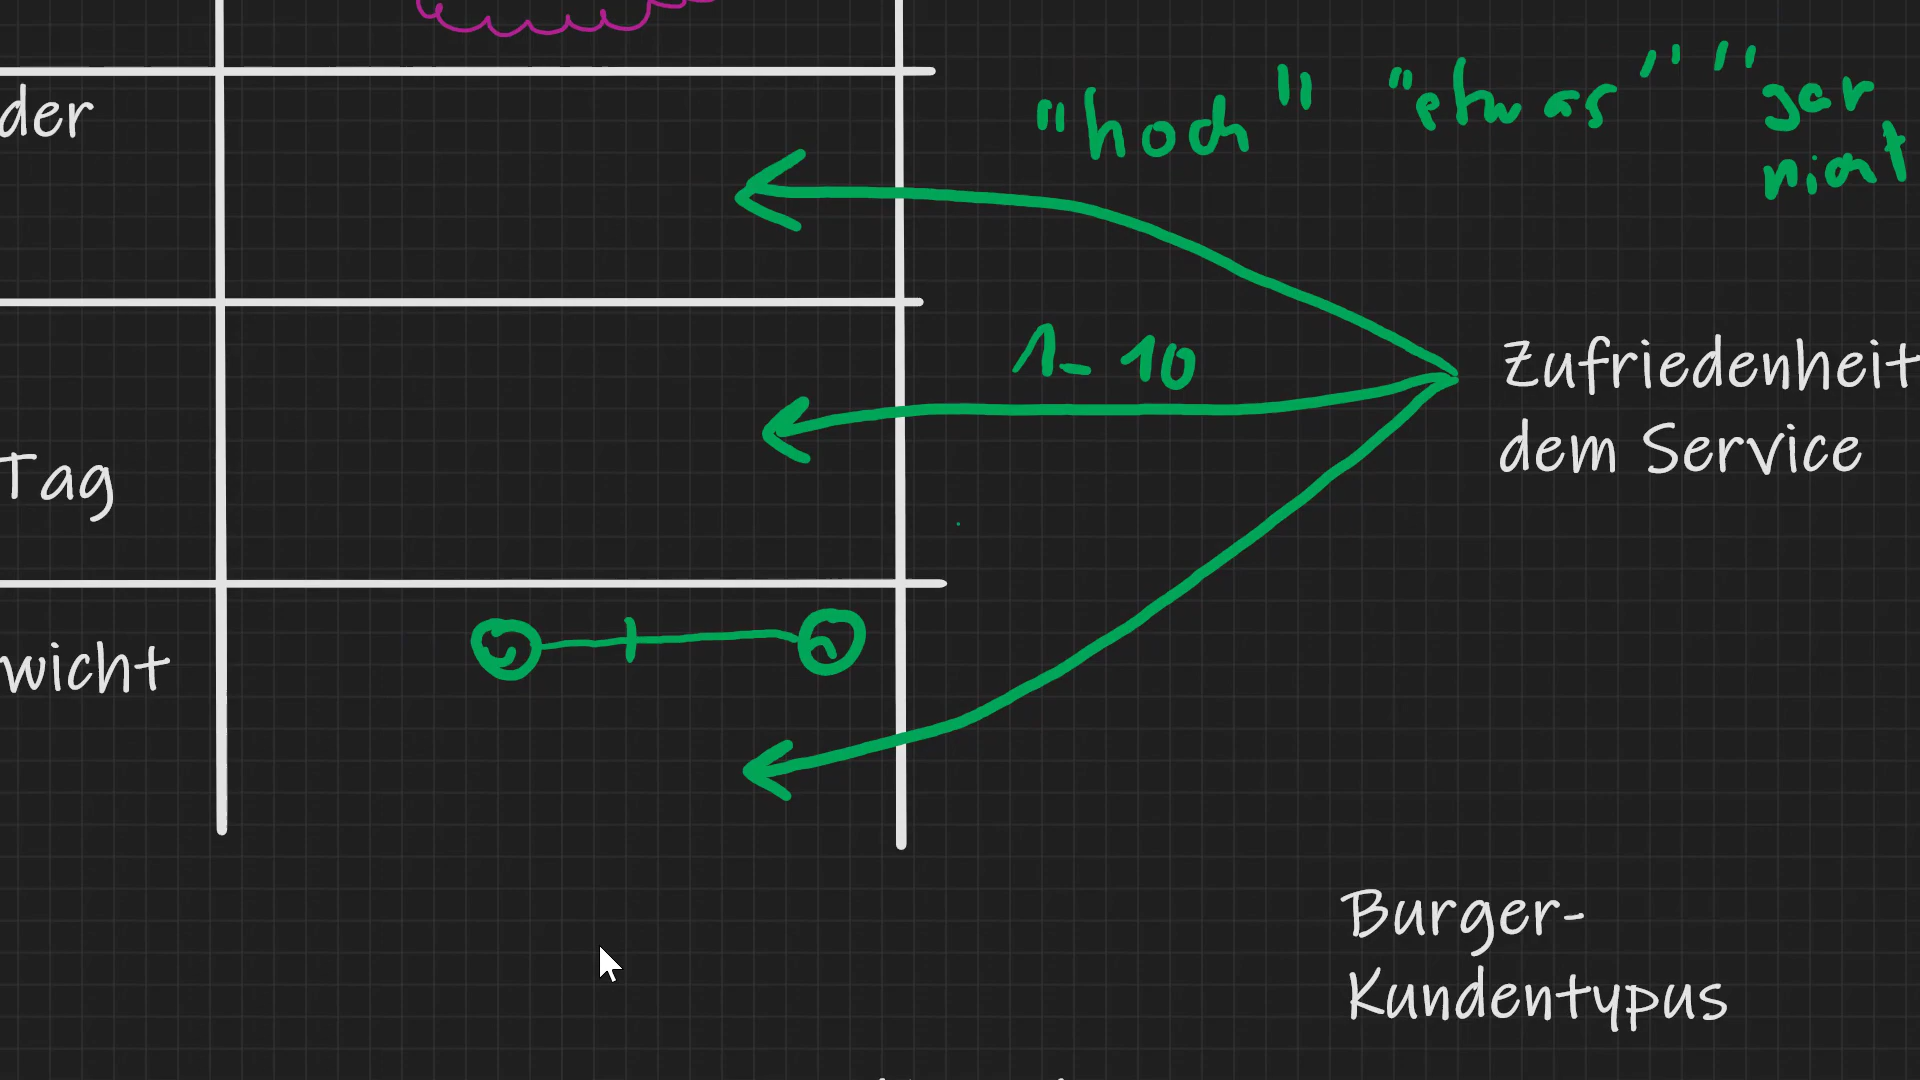 der
"hoch" "etwas" "gar
nicht
1-10
Zufriedenheit
dem Service
Tag
wicht
Burger-
Kundentypus